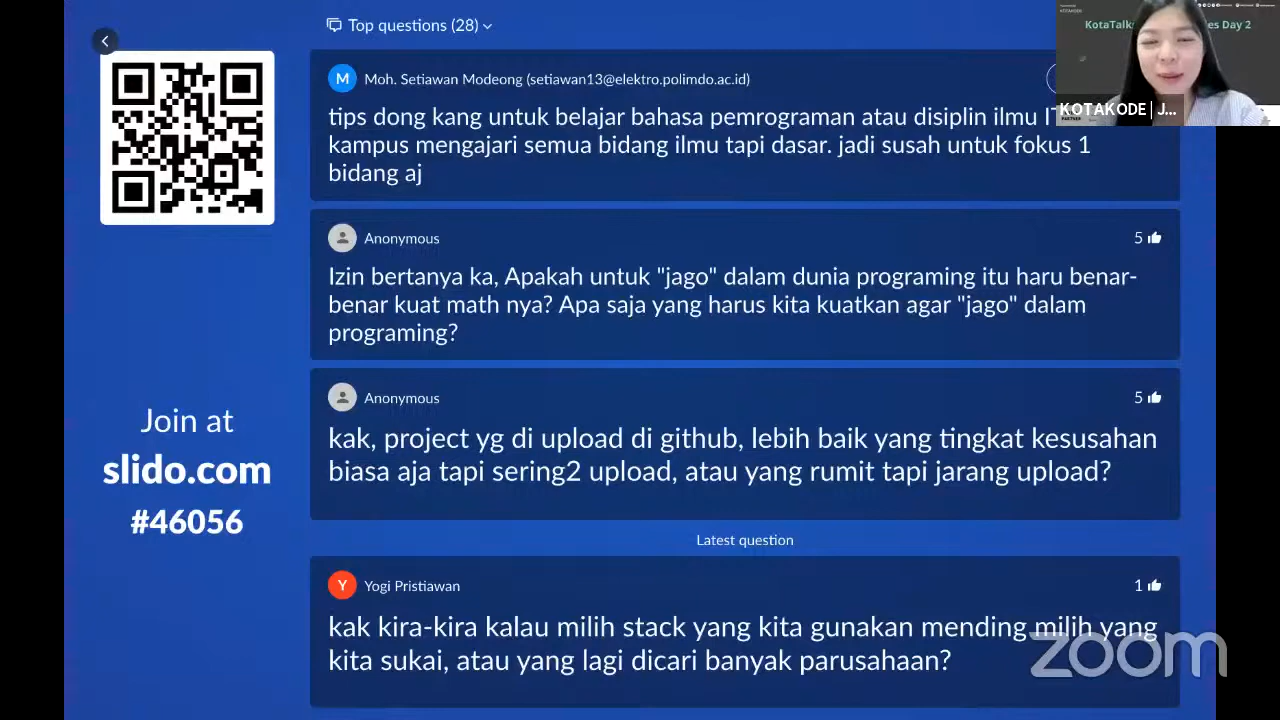 Top questions (28)
M
Moh. Setiawan Modeong (setiawan13@elektro.polimdo.ac.id)
tips dong kang untuk belajar bahasa pemrograman atau disiplin ilmu
kampus mengajari semua bidang ilmu tapi dasar. jadi susah untuk fokus 1
bidang aj
Anonymous
5
Izin bertanya ka, Apakah untuk "jago" dalam dunia programing itu haru benar-
benar kuat math nya? Apa saja yang harus kita kuatkan agar "jago" dalam
programing?
Anonymous
5
kak, project yg di upload di github, lebih baik yang tingkat kesusahan
biasa aja tapi sering2 upload, atau yang rumit tapi jarang upload?
Latest question
Y
Yogi Pristiawan
1
kak kira-kira kalau milih stack yang kita gunakan mending milih yang
kita sukai, atau yang lagi dicari banyak parusahaan?
Join at
slido.com
#46056
KotaTalk
es Day 2
KOTAKODE | J...
zoom